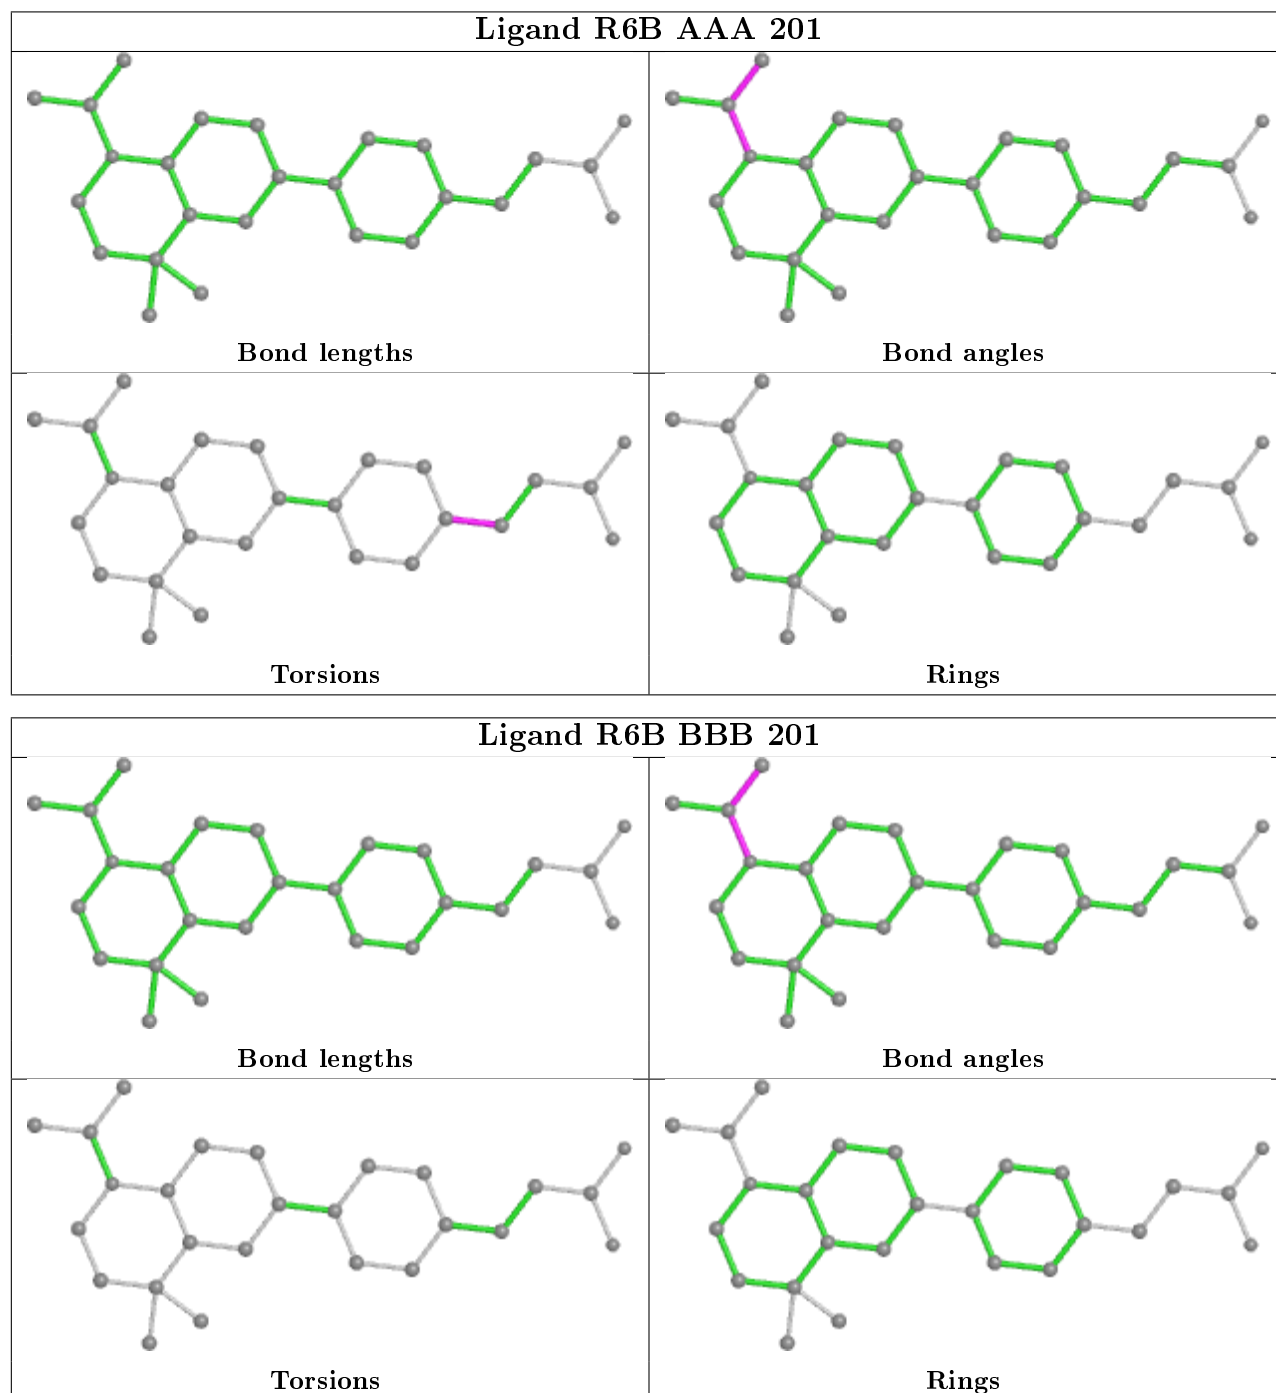 Ligand R6B AAA 201
Bond lengths
Bond angles
Torsions
Rings
Ligand R6B BBB 201
Bond lengths
Bond angles
Torsions
Rings